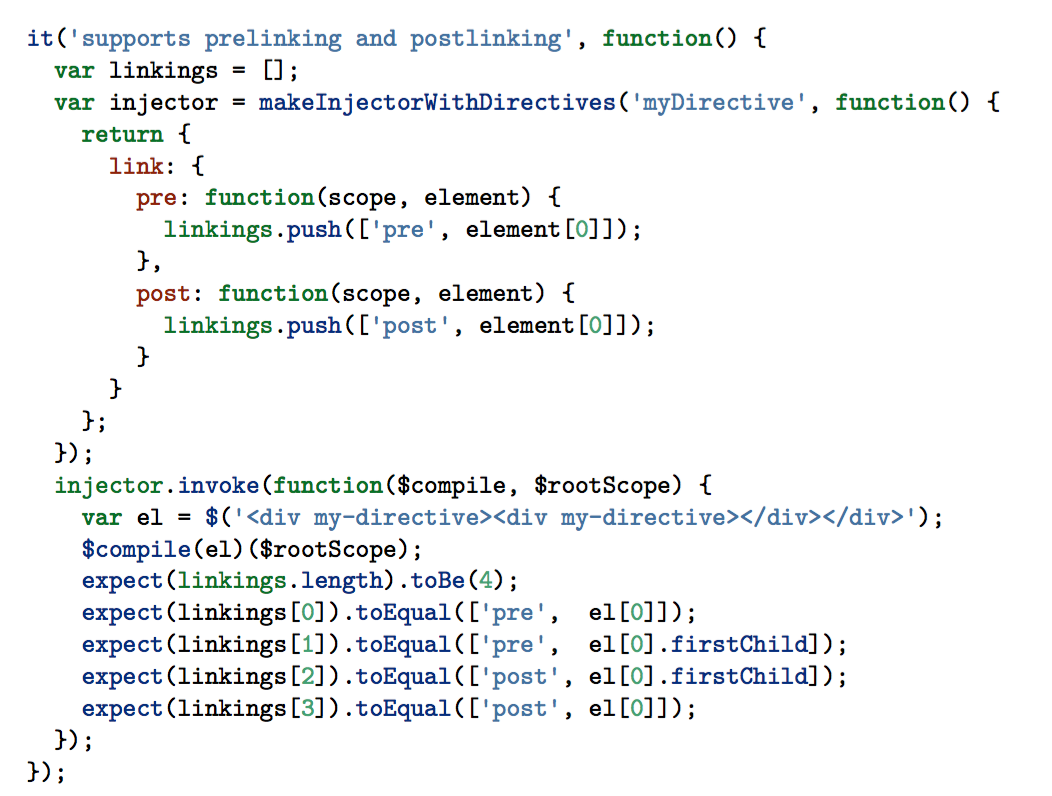 it('supports prelinking and postlinking', function() {
  var linkings = [];
  var injector = makeInjectorWithDirectives('myDirective', function() {
    return {
      link: {
        pre: function(scope, element) {
          linkings.push(['pre', element[0]]);
        },
        post: function(scope, element) {
          linkings.push(['post', element[0]]);
        }
      }
    };
  });
  injector.invoke(function($compile, $rootScope) {
    var el = $('<div my-directive><div my-directive></div></div>');
    $compile(el)($rootScope);
    expect(linkings.length).toBe(4);
    expect(linkings[0]).toEqual(['pre',  el[0]]);
    expect(linkings[1]).toEqual(['pre',  el[0].firstChild]);
    expect(linkings[2]).toEqual(['post', el[0].firstChild]);
    expect(linkings[3]).toEqual(['post', el[0]]);
  });
});